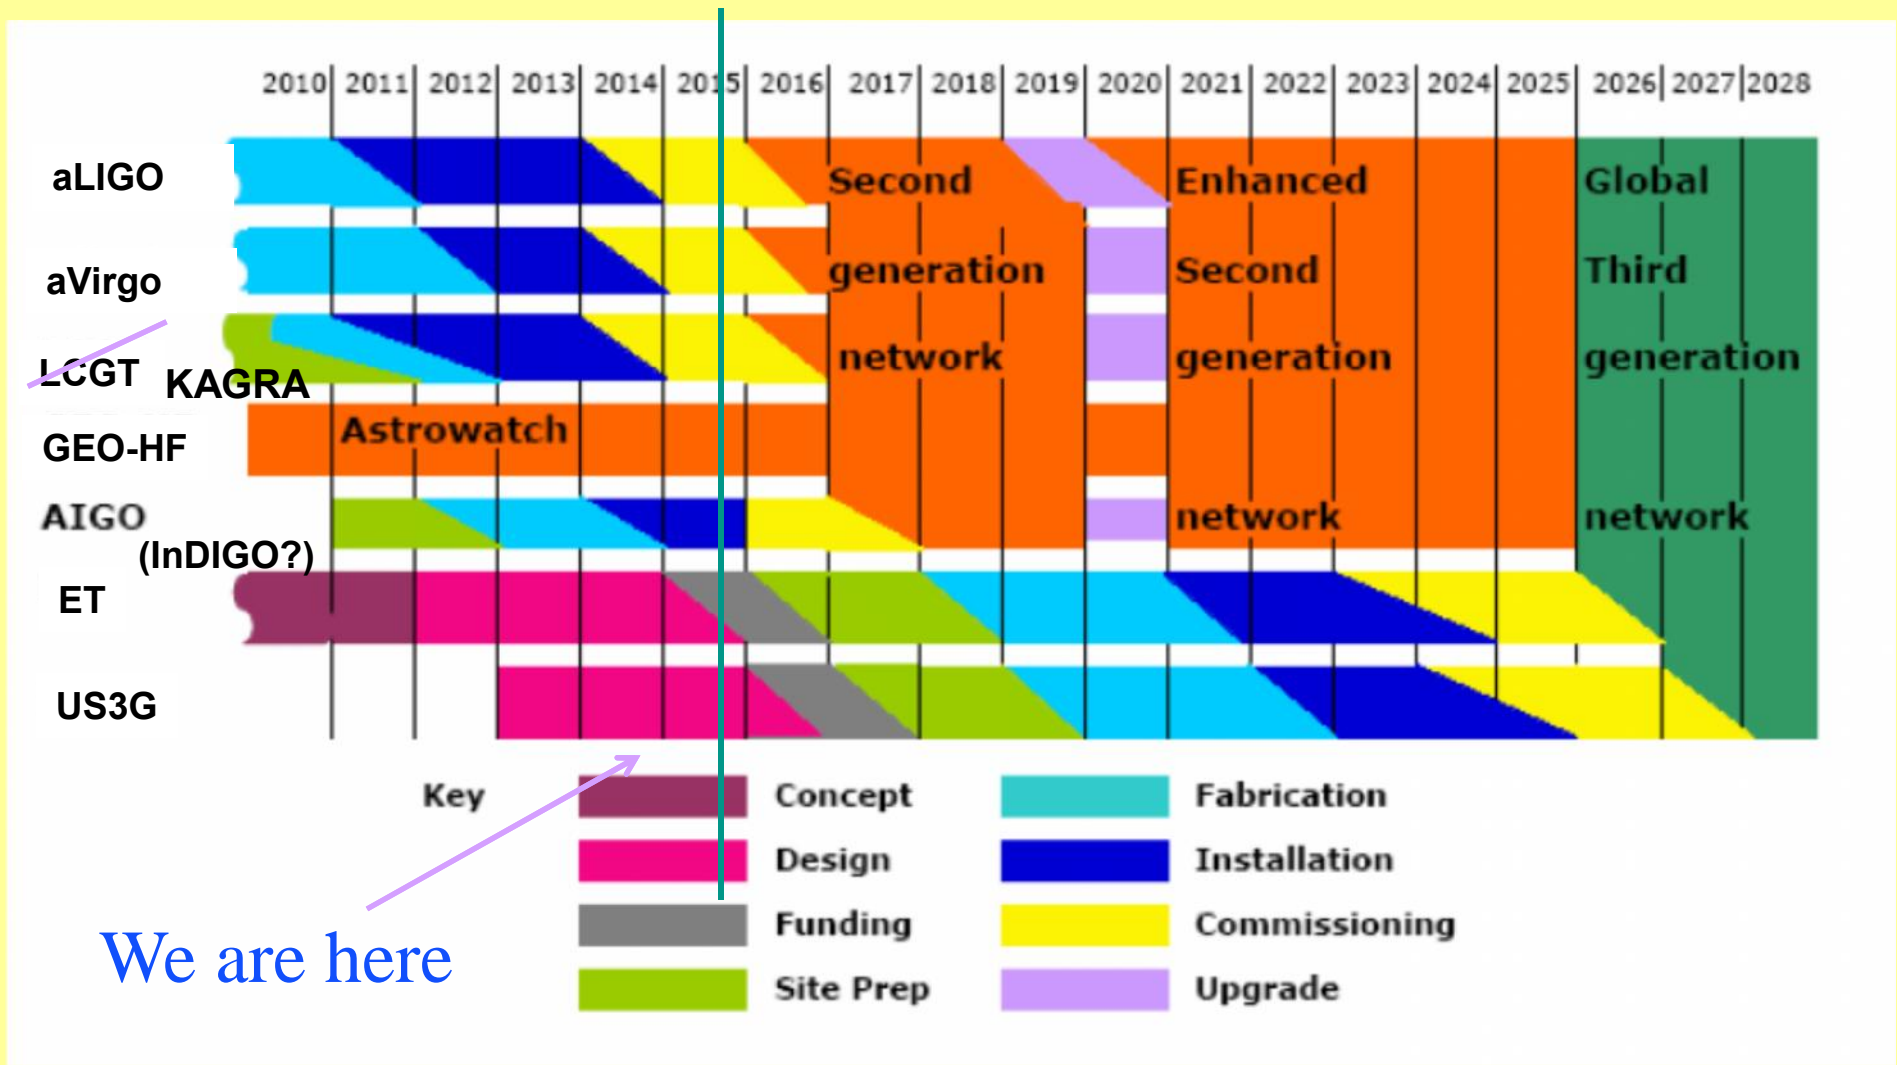 2010 2011 2012 2013 2014 2015 2016 2017 2018 2019 2020 2021 2022 2023 2024 2025 2026 2027 2028
aLIGO Second Enhanced Global
aVirgo generation Second Third
LCGT KAGRA network generation generation
GEO-HF Astrowatch
AIGO network network
(InDIGO?)
ET
US3G
Key Concept Fabrication
Design Installation
Funding Commissioning
We are here
Site Prep Upgrade